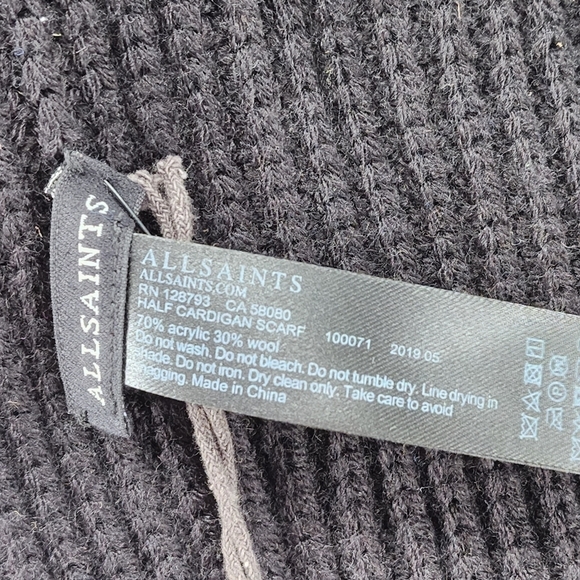 ALLSAINTS
ALLSAINTS
ALLSAINTS.COM
RN 128793 CA 58080
HALF CARDIGAN SCARF 100071 2019 05
70% acrylic 30% wool
Do not wash. Do not bleach. Do not tumble dry. Line drying in
shade. Do not iron. Dry clean only. Take care to avoid
snagging. Made in China